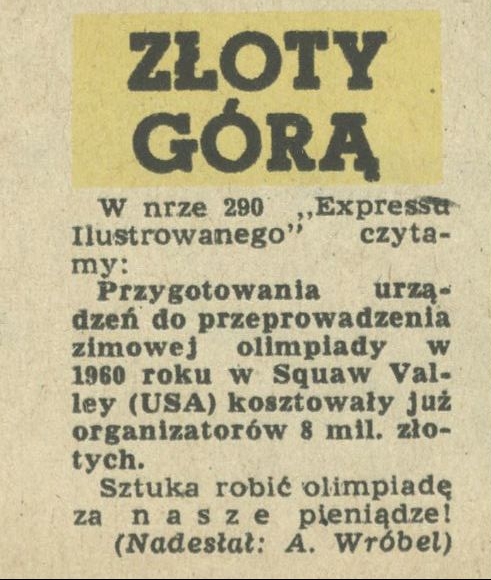 ZŁOTY
GÓRĄ
W nrze 290 „Expressu
Ilustrowanego” czyta-
my:
Przygotowania urzą-
dzeń do przeprowadzenia
zimowej olimpiady w
1960 roku w Squaw Val-
ley (USA) kosztowały już
organizatorów 8 mil. zło-
tych.
Sztuka robić olimpiadę
za nasze pieniądze!
(Nadesłał: A. Wróbel)